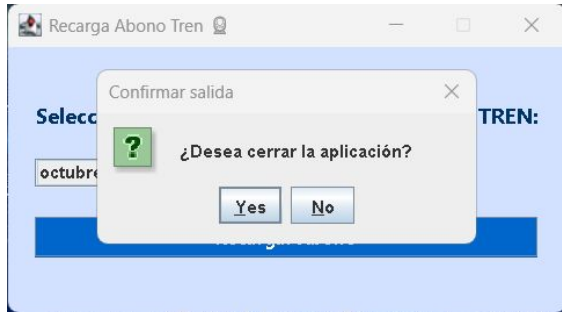 Recarga Abono Tren
Confirmar salida
Selecc TREN:
¿Desea cerrar la aplicación?
octubre
Yes No